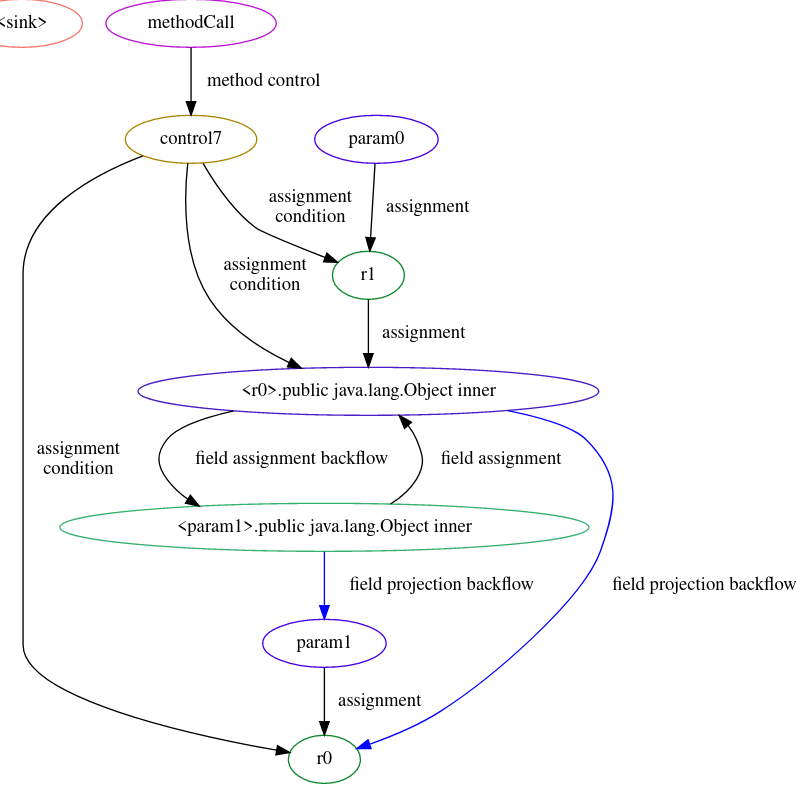 <sink>
methodCall
method control
control7
param0
assignment
condition
assignment
assignment
condition
r1
assignment
<r0>.public java.lang.Object inner
assignment
condition
field assignment backflow
field assignment
<param1>.public java.lang.Object inner
field projection backflow
field projection backflow
param1
assignment
r0